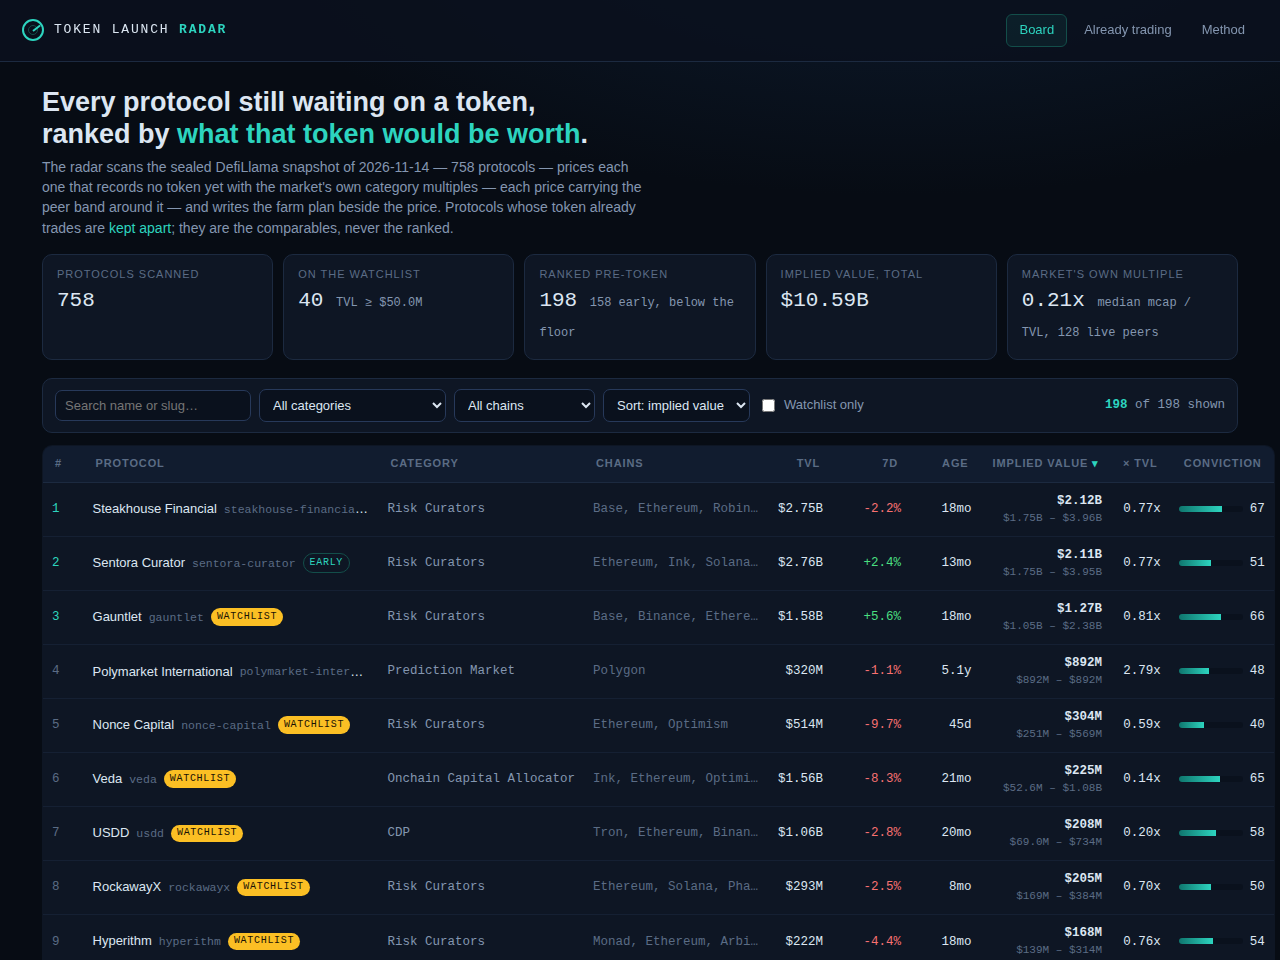 TOKEN LAUNCH RADAR
Board Already trading Method
Every protocol still waiting on a token,
ranked by what that token would be worth.
The radar scans the sealed DefiLlama snapshot of 2026-11-14 — 758 protocols — prices each
one that records no token yet with the market's own category multiples — each price carrying the
peer band around it — and writes the farm plan beside the price. Protocols whose token already
trades are kept apart; they are the comparables, never the ranked.
PROTOCOLS SCANNED
758
ON THE WATCHLIST
40 TVL ≥ $50.0M
RANKED PRE-TOKEN
198 158 early, below the
floor
IMPLIED VALUE, TOTAL
$10.59B
MARKET'S OWN MULTIPLE
0.21x median mcap /
TVL, 128 live peers
Search name or slug… All categories All chains Sort: implied value Watchlist only 198 of 198 shown
# PROTOCOL CATEGORY CHAINS TVL 7D AGE IMPLIED VALUE ▼ × TVL CONVICTION
1 Steakhouse Financial steakhouse-financia… Risk Curators Base, Ethereum, Robin… $2.75B -2.2% 18mo $2.12B 0.77x 67
$1.75B – $3.96B
2 Sentora Curator sentora-curator EARLY Risk Curators Ethereum, Ink, Solana… $2.76B +2.4% 13mo $2.11B 0.77x 51
$1.75B – $3.95B
3 Gauntlet gauntlet WATCHLIST Risk Curators Base, Binance, Ethere… $1.58B +5.6% 18mo $1.27B 0.81x 66
$1.05B – $2.38B
4 Polymarket International polymarket-inter… Prediction Market Polygon $320M -1.1% 5.1y $892M 2.79x 48
$892M – $892M
5 Nonce Capital nonce-capital WATCHLIST Risk Curators Ethereum, Optimism $514M -9.7% 45d $304M 0.59x 40
$251M – $569M
6 Veda veda WATCHLIST Onchain Capital Allocator Ink, Ethereum, Optimi… $1.56B -8.3% 21mo $225M 0.14x 65
$52.6M – $1.08B
7 USDD usdd WATCHLIST CDP Tron, Ethereum, Binan… $1.06B -2.8% 20mo $208M 0.20x 58
$69.0M – $734M
8 RockawayX rockawayx WATCHLIST Risk Curators Ethereum, Solana, Pha… $293M -2.5% 8mo $205M 0.70x 50
$169M – $384M
9 Hyperithm hyperithm WATCHLIST Risk Curators Monad, Ethereum, Arbi… $222M -4.4% 18mo $168M 0.76x 54
$139M – $314M